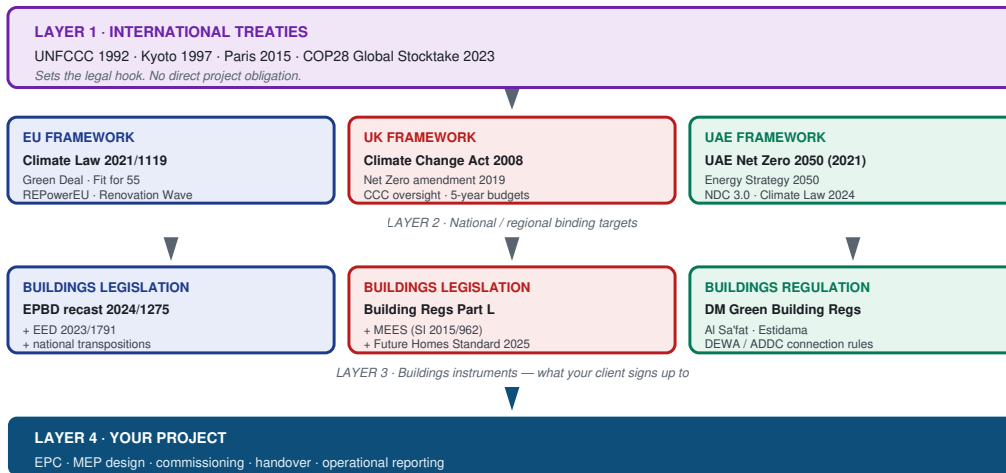 LAYER 1 · INTERNATIONAL TREATIES
UNFCCC 1992 · Kyoto 1997 · Paris 2015 · COP28 Global Stocktake 2023
Sets the legal hook. No direct project obligation.
EU FRAMEWORK
Climate Law 2021/1119
Green Deal · Fit for 55
REPowerEU · Renovation Wave
UK FRAMEWORK
Climate Change Act 2008
Net Zero amendment 2019
CCC oversight · 5-year budgets
UAE FRAMEWORK
UAE Net Zero 2050 (2021)
Energy Strategy 2050
NDC 3.0 · Climate Law 2024
LAYER 2 · National / regional binding targets
BUILDINGS LEGISLATION
EPBD recast 2024/1275
+ EED 2023/1791
+ national transpositions
BUILDINGS LEGISLATION
Building Regs Part L
+ MEES (SI 2015/962)
+ Future Homes Standard 2025
BUILDINGS REGULATION
DM Green Building Regs
Al Sa'fat · Estidama
DEWA / ADDC connection rules
LAYER 3 · Buildings instruments — what your client signs up to
LAYER 4 · YOUR PROJECT
EPC · MEP design · commissioning · handover · operational reporting